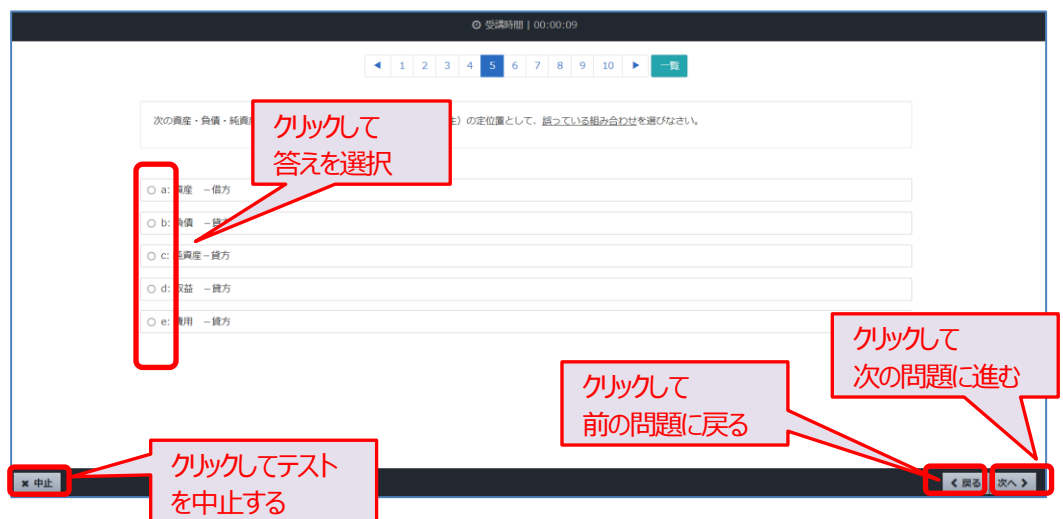 受講時間 | 00:00:09
◀ 1 2 3 4 5 6 7 8 9 10 ▶ 一覧
次の資産・負債・純資 の定位置として、誤っている組み合わせを選びなさい。
クリックして
答えを選択
a: 資産 －借方
b: 負債 －貸方
c: 純資産－貸方
d: 収益 －貸方
e: 費用 －貸方
クリックして
次の問題に進む
クリックして
前の問題に戻る
クリックしてテスト
を中止する
× 中止
戻る
次へ